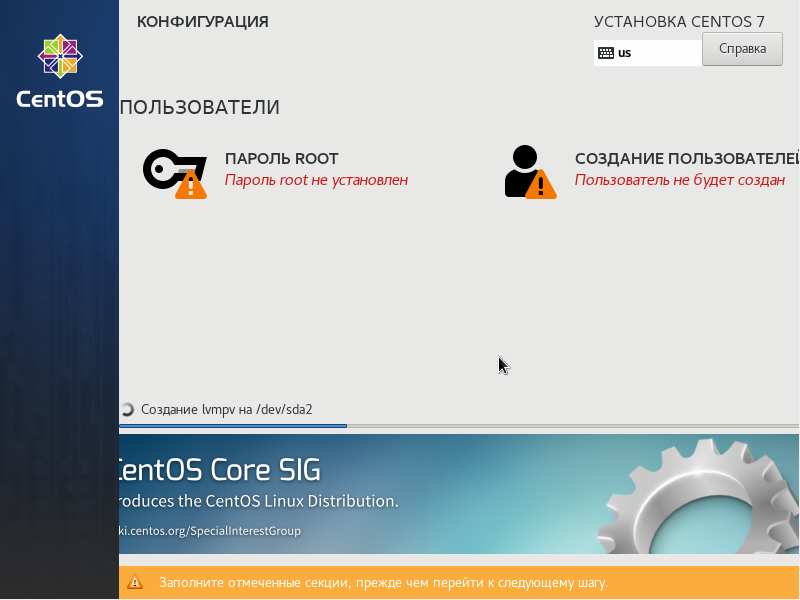 КОНФИГУРАЦИЯ
УСТАНОВКА CENTOS 7
us
Справка
CentOS
ПОЛЬЗОВАТЕЛИ
ПАРОЛЬ ROOT
Пароль root не установлен
СОЗДАНИЕ ПОЛЬЗОВАТЕЛЕЙ
Пользователь не будет создан
Создание lvmpv на /dev/sda2
CentOS Core SIG
roduces the CentOS Linux Distribution.
ki.centos.org/SpecialInterestGroup
Заполните отмеченные секции, прежде чем перейти к следующему шагу.